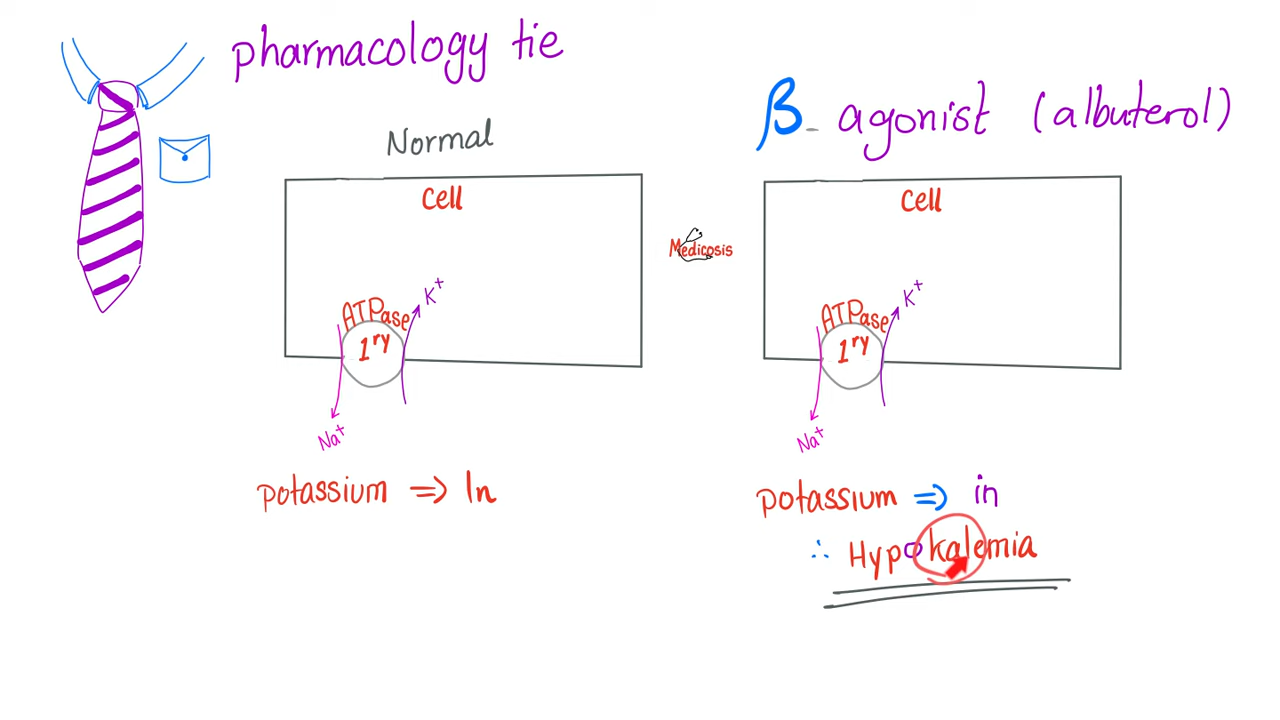 pharmacology tie
Normal
Cell
ATPase
1ry
K+
Na+
potassium => In
Medicosis
β- agonist (albuterol)
Cell
ATPase
1ry
K+
Na+
potassium => in
∴ Hypokalemia